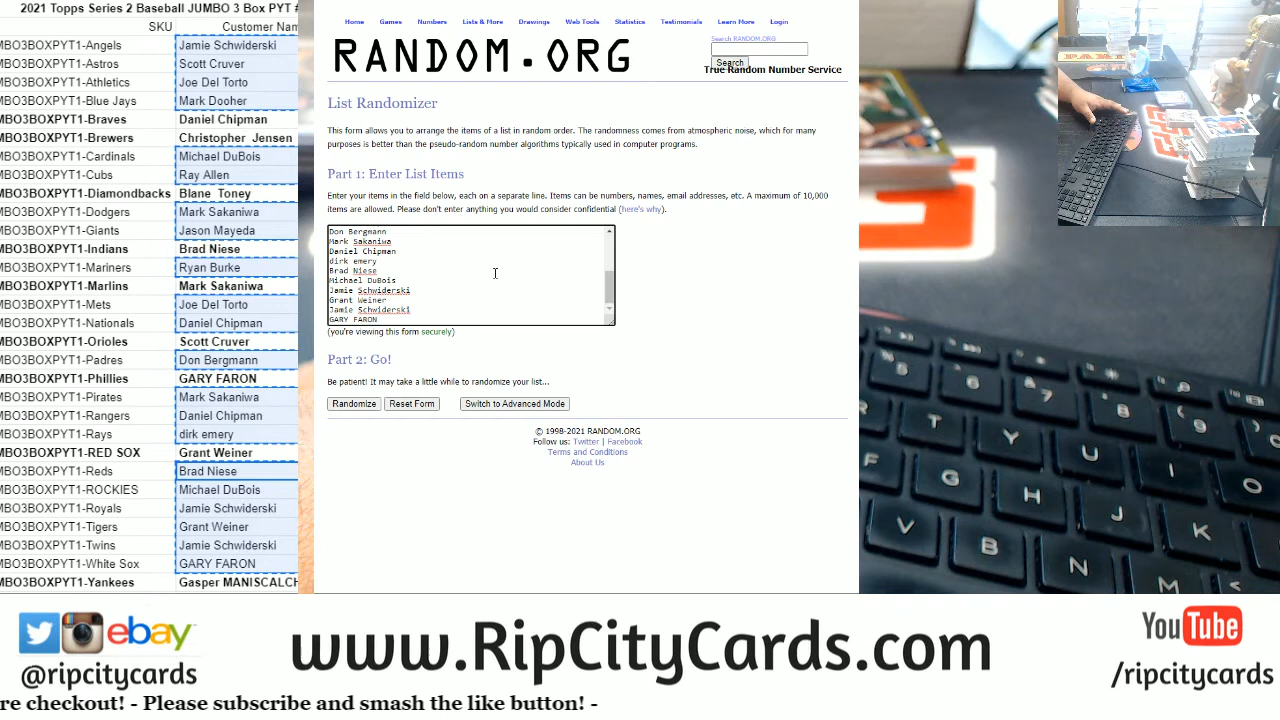 2021 Topps Series 2 Baseball JUMBO 3 Box PYT #
SKU Customer Nam
MBO3BOXPYT1-Angels Jamie Schwiderski
MBO3BOXPYT1-Astros Scott Cruver
MBO3BOXPYT1-Athletics Joe Del Torto
MBO3BOXPYT1-Blue Jays Mark Dooher
MBO3BOXPYT1-Braves Daniel Chipman
MBO3BOXPYT1-Brewers Christopher Jensen
MBO3BOXPYT1-Cardinals Michael DuBois
MBO3BOXPYT1-Cubs Ray Allen
MBO3BOXPYT1-Diamondbacks Blane Toney
MBO3BOXPYT1-Dodgers Mark Sakaniwa
MBO3BOXPYT1-Giants Jason Mayeda
MBO3BOXPYT1-Indians Brad Niese
MBO3BOXPYT1-Mariners Ryan Burke
MBO3BOXPYT1-Marlins Mark Sakaniwa
MBO3BOXPYT1-Mets Joe Del Torto
MBO3BOXPYT1-Nationals Daniel Chipman
MBO3BOXPYT1-Orioles Scott Cruver
MBO3BOXPYT1-Padres Don Bergmann
MBO3BOXPYT1-Phillies GARY FARON
MBO3BOXPYT1-Pirates Mark Sakaniwa
MBO3BOXPYT1-Rangers Daniel Chipman
MBO3BOXPYT1-Rays dirk emery
MBO3BOXPYT1-RED SOX Grant Weiner
MBO3BOXPYT1-Reds Brad Niese
MBO3BOXPYT1-ROCKIES Michael DuBois
MBO3BOXPYT1-Royals Jamie Schwiderski
MBO3BOXPYT1-Tigers Grant Weiner
MBO3BOXPYT1-Twins Jamie Schwiderski
MBO3BOXPYT1-White Sox GARY FARON
MBO3BOXPYT1-Yankees Gasper MANISCALCH
Home Games Numbers Lists & More Drawings Web Tools Statistics Testimonials Learn More Login
RANDOM.ORG
Search RANDOM.ORG
Search
True Random Number Service
List Randomizer
This form allows you to arrange the items of a list in random order. The randomness comes from atmospheric noise, which for many
purposes is better than the pseudo-random number algorithms typically used in computer programs.
Part 1: Enter List Items
Enter your items in the field below, each on a separate line. Items can be numbers, names, email addresses, etc. A maximum of 10,000
items are allowed. Please don't enter anything you would consider confidential (here's why).
Don Bergmann
Mark Sakaniwa
Daniel Chipman
dirk emery
Brad Niese
Michael DuBois
Jamie Schwiderski
Grant Weiner
Jamie Schwiderski
GARY FARON
(you're viewing this form securely)
Part 2: Go!
Be patient! It may take a little while to randomize your list...
Randomize Reset Form Switch to Advanced Mode
© 1998-2021 RANDOM.ORG
Follow us: Twitter | Facebook
Terms and Conditions
About Us
5 6 7 8 9
R T Y U I O
F G H J K
V B N M <
ebay
@ripcitycards
www.RipCityCards.com
YouTube
/ripcitycards
re checkout! - Please subscribe and smash the like button! -